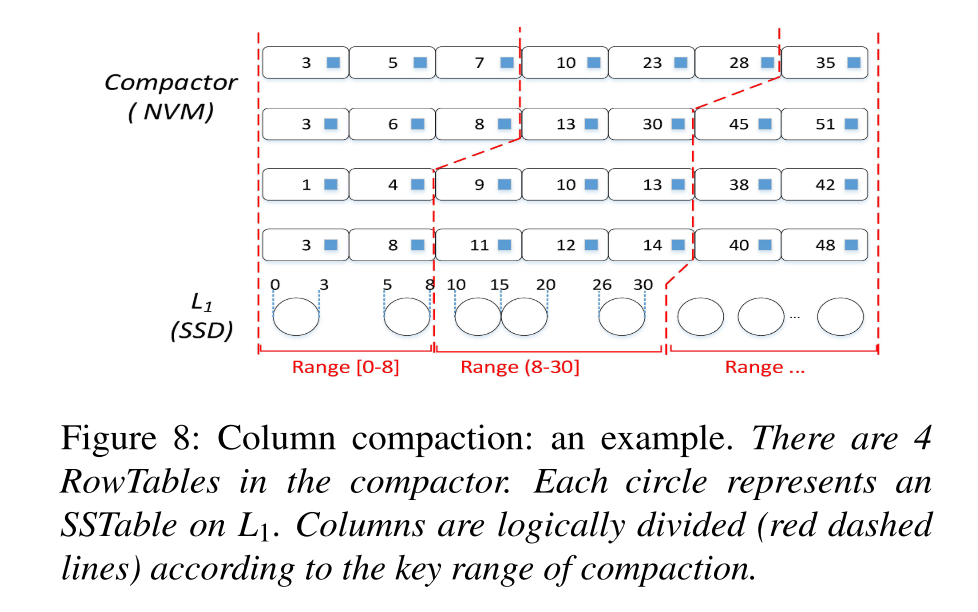 3 5 7 10 23 28 35
Compactor
( NVM)
3 6 8 13 30 45 51
1 4 9 10 13 38 42
3 8 11 12 14 40 48
0 3 5 8 10 15 20 26 30
L1
(SSD)
...
Range [0-8] Range (8-30] Range ...
Figure 8: Column compaction: an example. There are 4
RowTables in the compactor. Each circle represents an
SSTable on L1. Columns are logically divided (red dashed
lines) according to the key range of compaction.